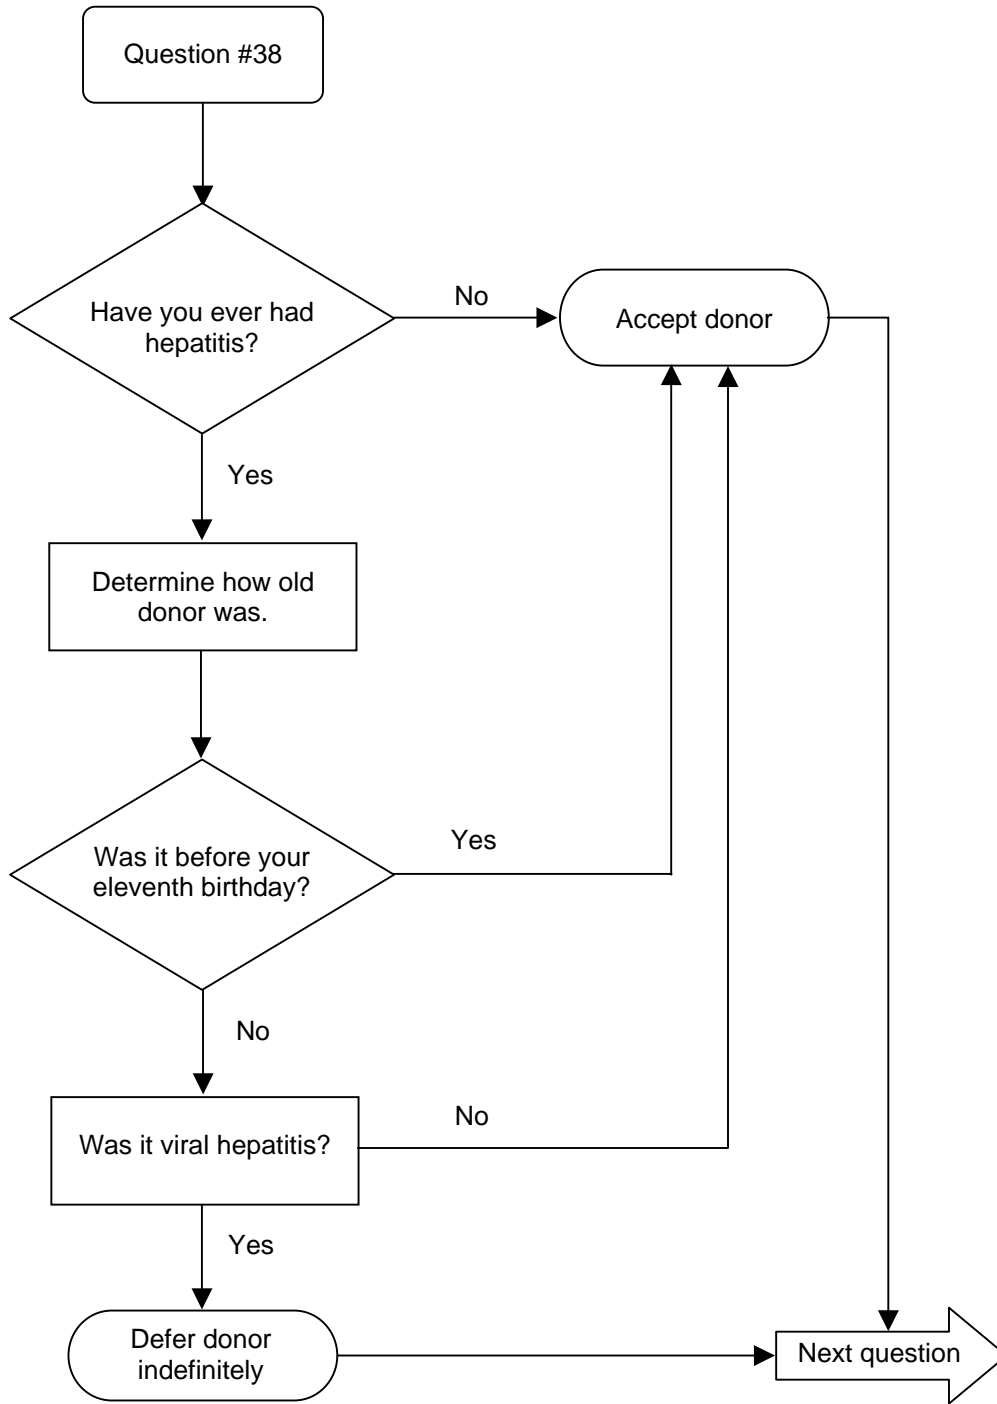 Question #38
Have you ever had
hepatitis?
No
Accept donor
Yes
Determine how old
donor was.
Was it before your
eleventh birthday?
Yes
No
Was it viral hepatitis?
No
Yes
Defer donor
indefinitely
Next question